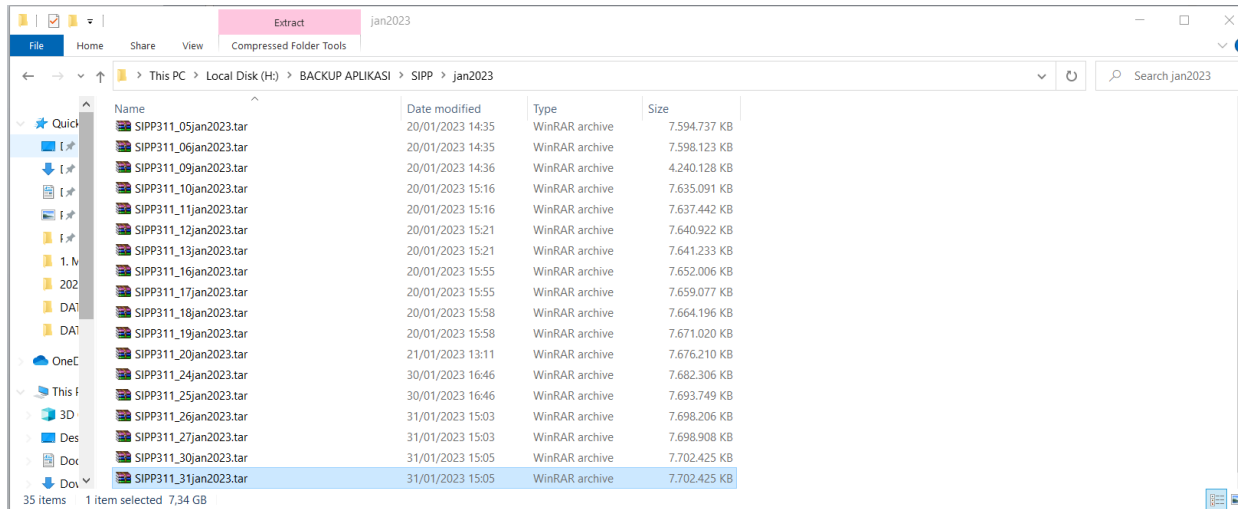 Extract jan2023
File Home Share View Compressed Folder Tools
This PC > Local Disk (H:) > BACKUP APLIKASI > SIPP > jan2023 Search jan2023
Name Date modified Type Size
Quick SIPP311_05jan2023.tar 20/01/2023 14:35 WinRAR archive 7.594.737 KB
SIPP311_06jan2023.tar 20/01/2023 14:35 WinRAR archive 7.598.123 KB
SIPP311_09jan2023.tar 20/01/2023 14:36 WinRAR archive 4.240.128 KB
SIPP311_10jan2023.tar 20/01/2023 15:16 WinRAR archive 7.635.091 KB
SIPP311_11jan2023.tar 20/01/2023 15:16 WinRAR archive 7.637.442 KB
SIPP311_12jan2023.tar 20/01/2023 15:21 WinRAR archive 7.640.922 KB
1. M SIPP311_13jan2023.tar 20/01/2023 15:21 WinRAR archive 7.641.233 KB
202 SIPP311_16jan2023.tar 20/01/2023 15:55 WinRAR archive 7.652.006 KB
DAT SIPP311_17jan2023.tar 20/01/2023 15:55 WinRAR archive 7.659.077 KB
DAT SIPP311_18jan2023.tar 20/01/2023 15:58 WinRAR archive 7.664.196 KB
SIPP311_19jan2023.tar 20/01/2023 15:58 WinRAR archive 7.671.020 KB
OneD SIPP311_20jan2023.tar 21/01/2023 13:11 WinRAR archive 7.676.210 KB
SIPP311_24jan2023.tar 30/01/2023 16:46 WinRAR archive 7.682.306 KB
This P SIPP311_25jan2023.tar 30/01/2023 16:46 WinRAR archive 7.693.749 KB
3D SIPP311_26jan2023.tar 31/01/2023 15:03 WinRAR archive 7.698.206 KB
Des SIPP311_27jan2023.tar 31/01/2023 15:03 WinRAR archive 7.698.908 KB
Doc SIPP311_30jan2023.tar 31/01/2023 15:05 WinRAR archive 7.702.425 KB
Dov SIPP311_31jan2023.tar 31/01/2023 15:05 WinRAR archive 7.702.425 KB
35 items 1 item selected 7,34 GB